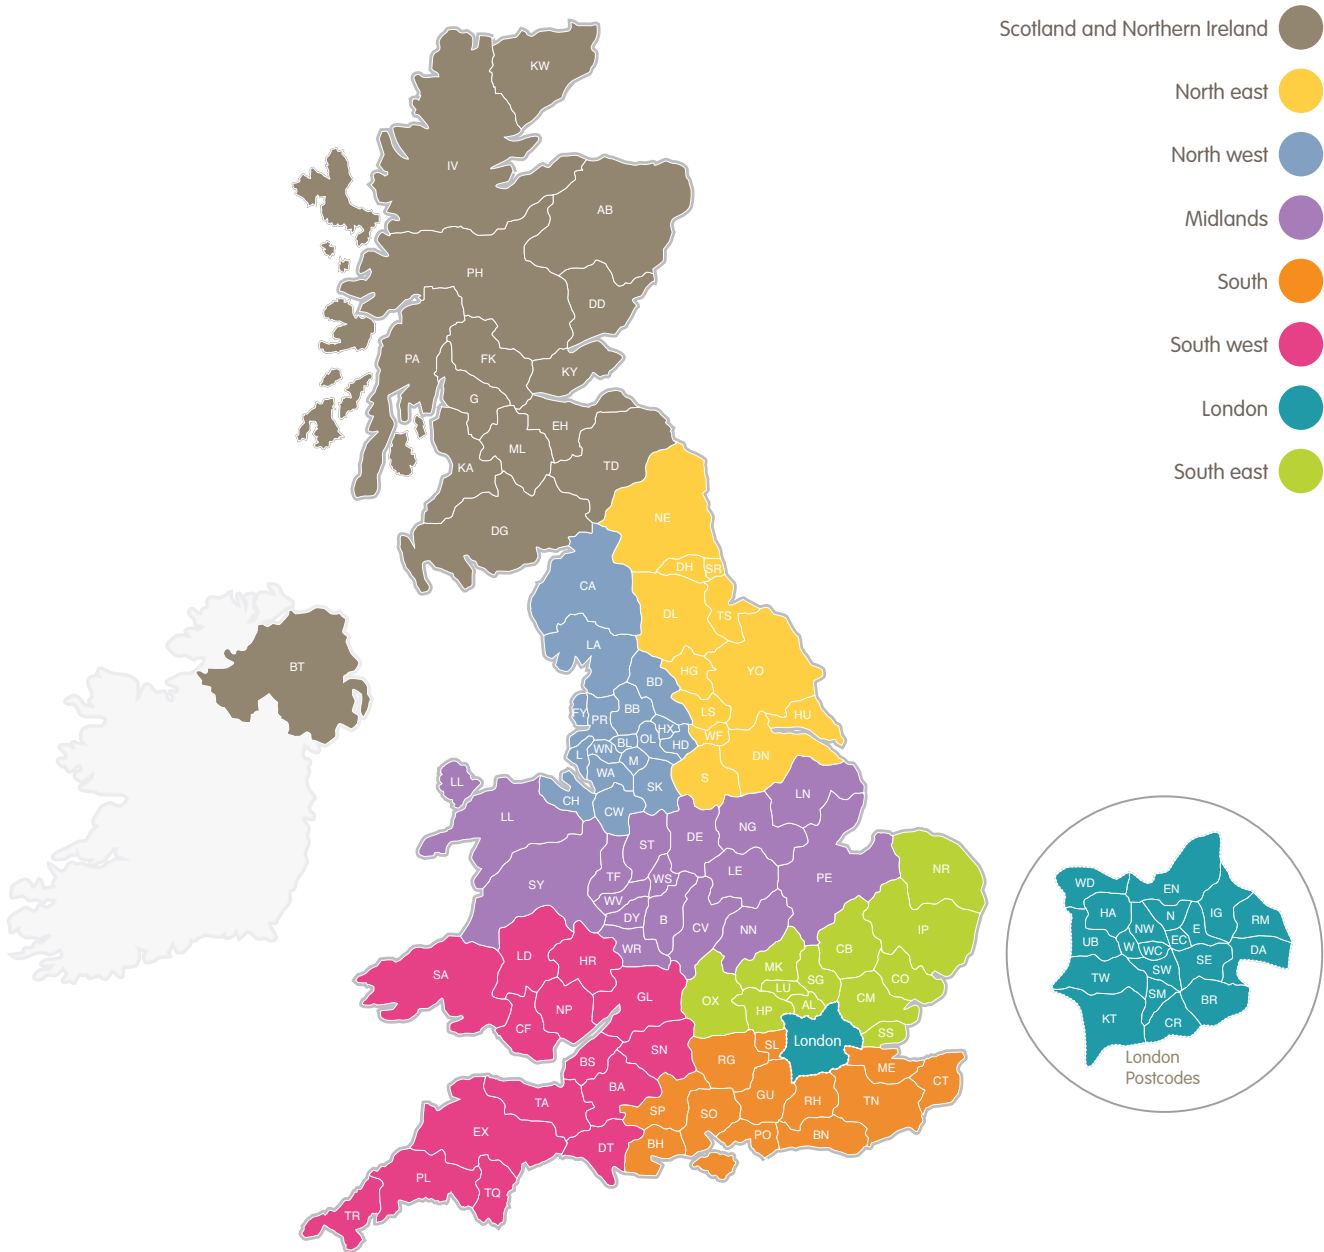 Scotland and Northern Ireland
North east
North west
Midlands
South
South west
London
South east
KW
IV
AB
PH
DD
PA
FK
KY
G
EH
ML
KA
TD
DG
NE
DH
SR
CA
DL
TS
LA
BT
HG
YO
BD
BB
FY
PR
LS
HU
HX
WF
OL
HD
BL
WN
L
M
DN
WA
S
SK
LL
LL
CH
CW
LN
NG
DE
ST
LE
PE
NR
TF
WS
SY
WV
DY
B
CV
NN
IP
WR
CB
LD
HR
SA
MK
SG
CO
LU
GL
OX
HP
AL
CM
NP
CF
SS
London
SL
SN
RG
BS
ME
CT
BA
GU
RH
TN
TA
SP
SO
PO
BN
EX
BH
DT
PL
TQ
TR
WD
EN
HA
N
IG
RM
NW
E
UB
W
WC
EC
DA
SE
TW
SW
SM
BR
KT
CR
London
Postcodes